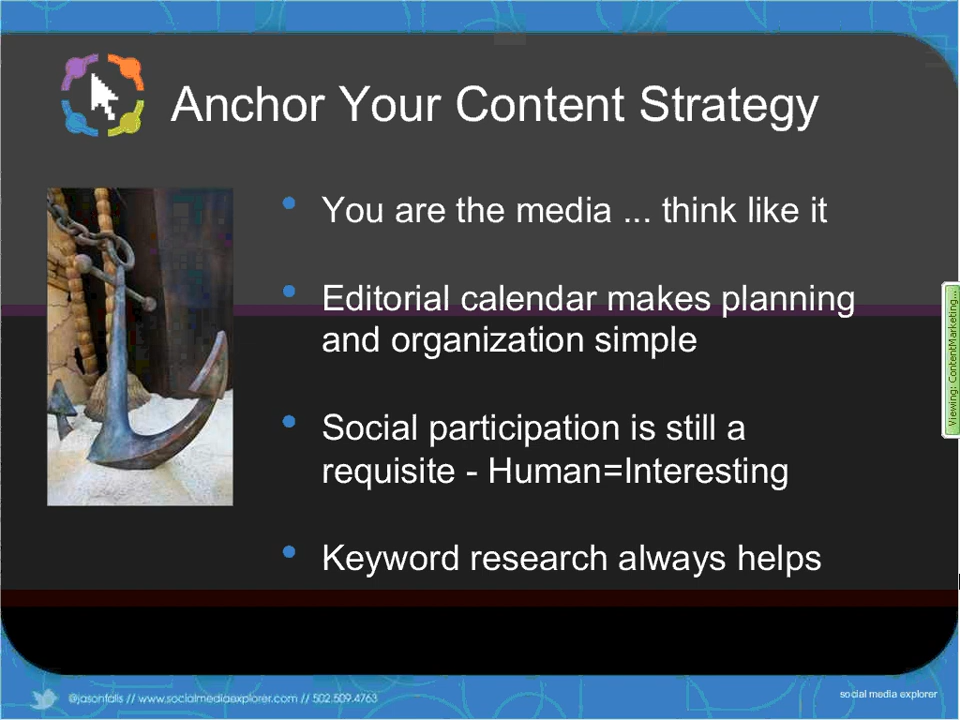 Anchor Your Content Strategy
You are the media ... think like it
Editorial calendar makes planning
and organization simple
Social participation is still a
requisite - Human=Interesting
Keyword research always helps
Viewing: ContentMarketing...
@jasonfalls // www.socialmediaexplorer.com // 502.509.4763
social media explorer